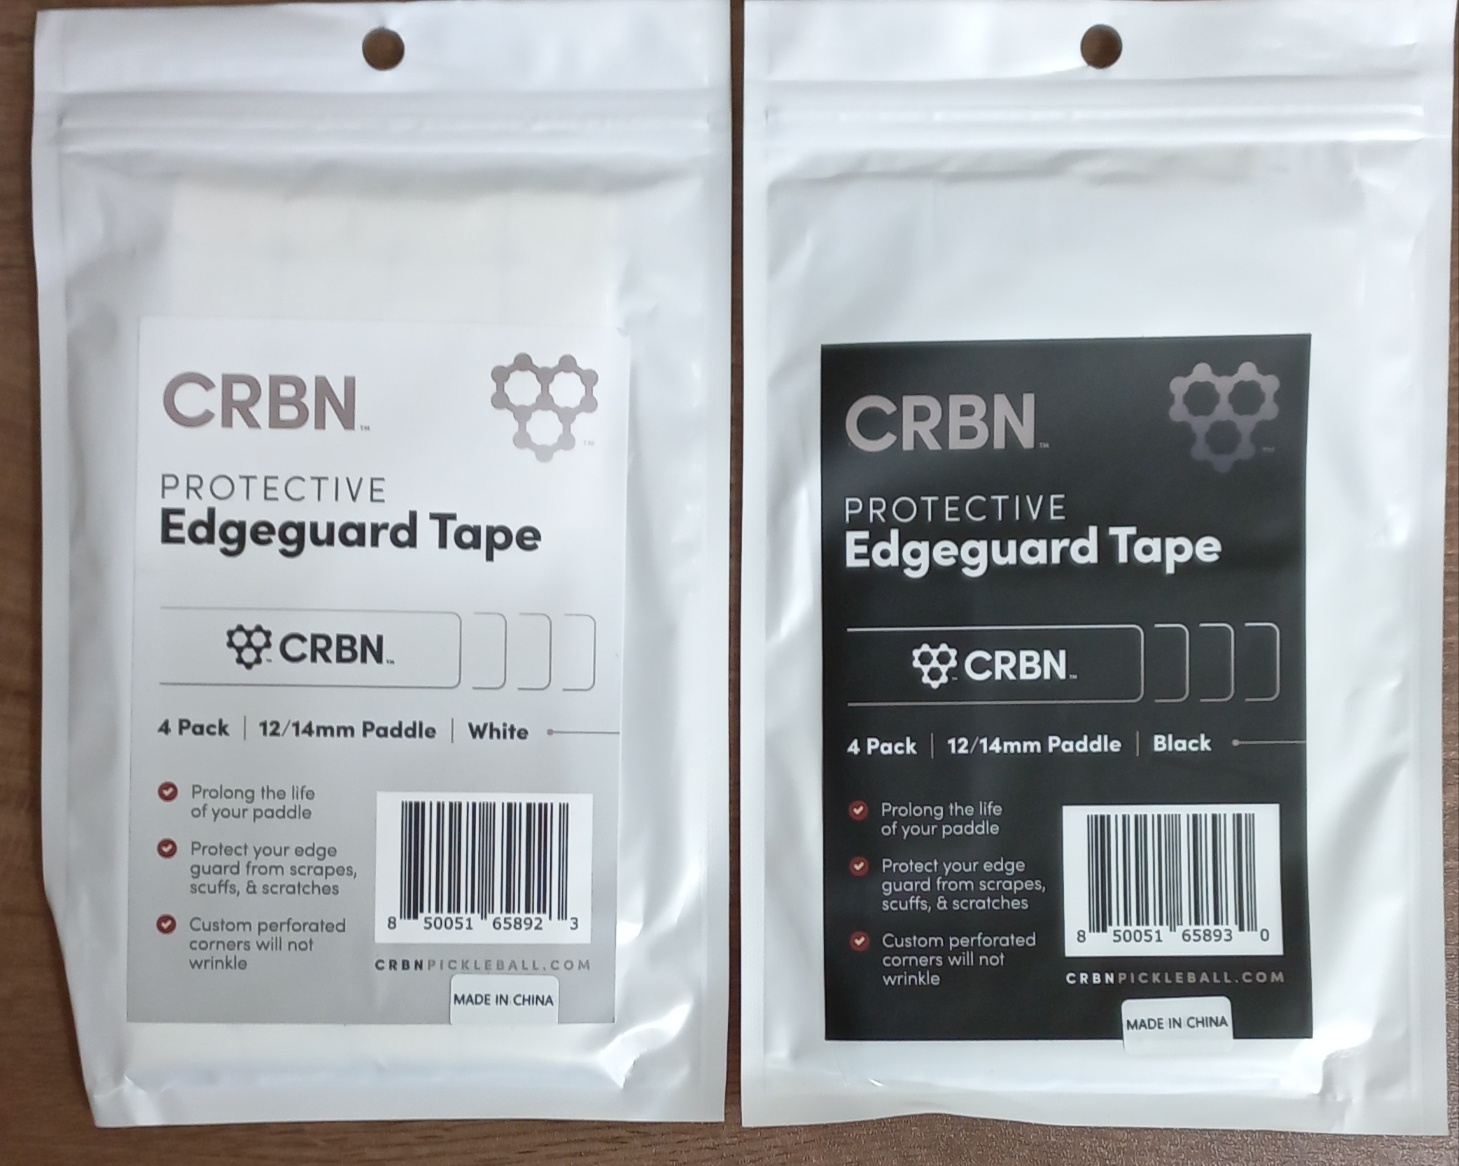 CRBN™
PROTECTIVE
Edgeguard Tape
CRBN™
4 Pack | 12/14mm Paddle | White
Prolong the life
of your paddle
Protect your edge
guard from scrapes,
scuffs, & scratches
Custom perforated
corners will not
wrinkle
8 50051 65892 3
CRBNPICKLEBALL.COM
MADE IN CHINA
CRBN™
PROTECTIVE
Edgeguard Tape
CRBN™
4 Pack | 12/14mm Paddle | Black
Prolong the life
of your paddle
Protect your edge
guard from scrapes,
scuffs, & scratches
Custom perforated
corners will not
wrinkle
8 50051 65893 0
CRBNPICKLEBALL.COM
MADE IN CHINA